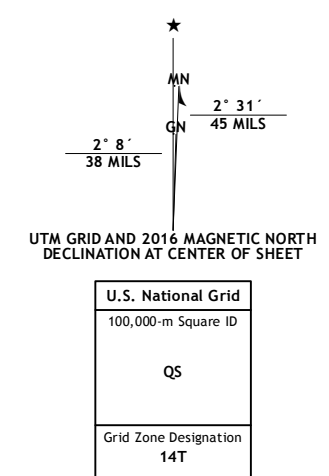 ★
MN
2° 31´
45 MILS
GN
2° 8´
38 MILS
UTM GRID AND 2016 MAGNETIC NORTH
DECLINATION AT CENTER OF SHEET
U.S. National Grid
100,000-m Square ID
QS
Grid Zone Designation
14T